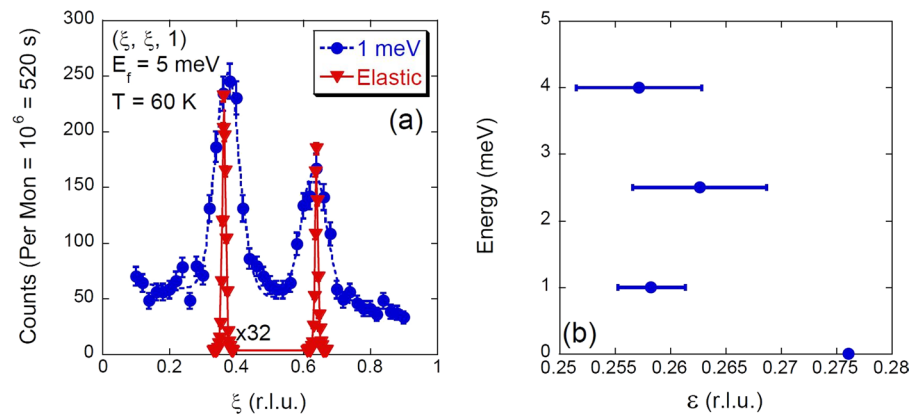 (a)
(ξ, ξ, 1)
E_f = 5 meV
T = 60 K
1 meV
Elastic
x32
Counts (Per Mon = 10^6 = 520 s)
300
250
200
150
100
50
0
0 0.2 0.4 0.6 0.8 1
ξ (r.l.u.)
(b)
Energy (meV)
5
4
3
2
1
0
0.25 0.255 0.26 0.265 0.27 0.275 0.28
ε (r.l.u.)